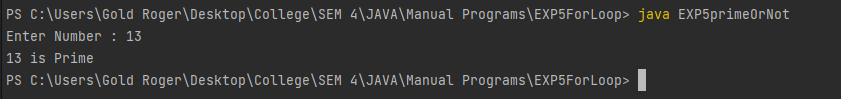 PS C:\Users\Gold Roger\Desktop\College\SEM 4\JAVA\Manual Programs\EXP5ForLoop> java EXP5primeOrNot
Enter Number : 13
13 is Prime
PS C:\Users\Gold Roger\Desktop\College\SEM 4\JAVA\Manual Programs\EXP5ForLoop>